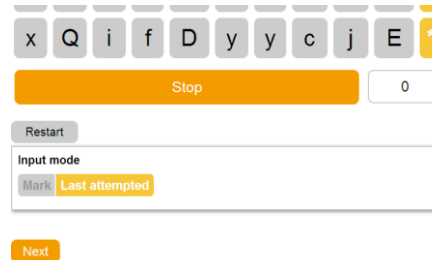 x Q i f D y y c j E *
Stop 0
Restart
Input mode
Mark Last attempted
Next